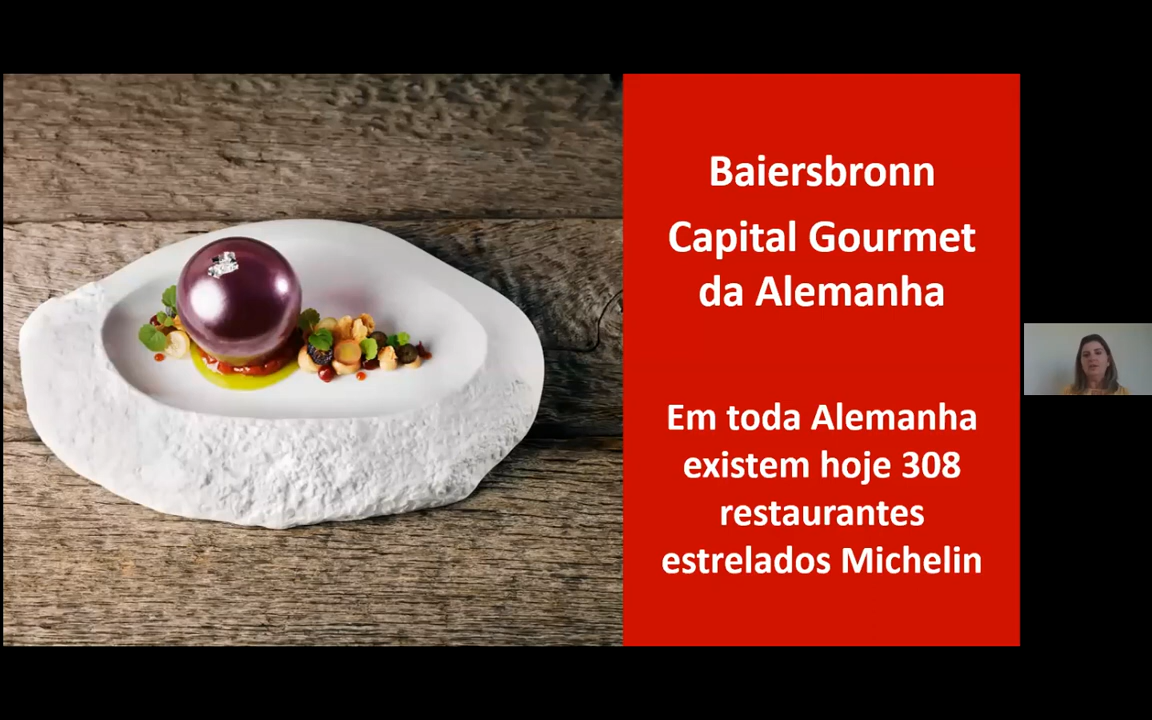 Baiersbronn
Capital Gourmet
da Alemanha
Em toda Alemanha
existem hoje 308
restaurantes
estrelados Michelin